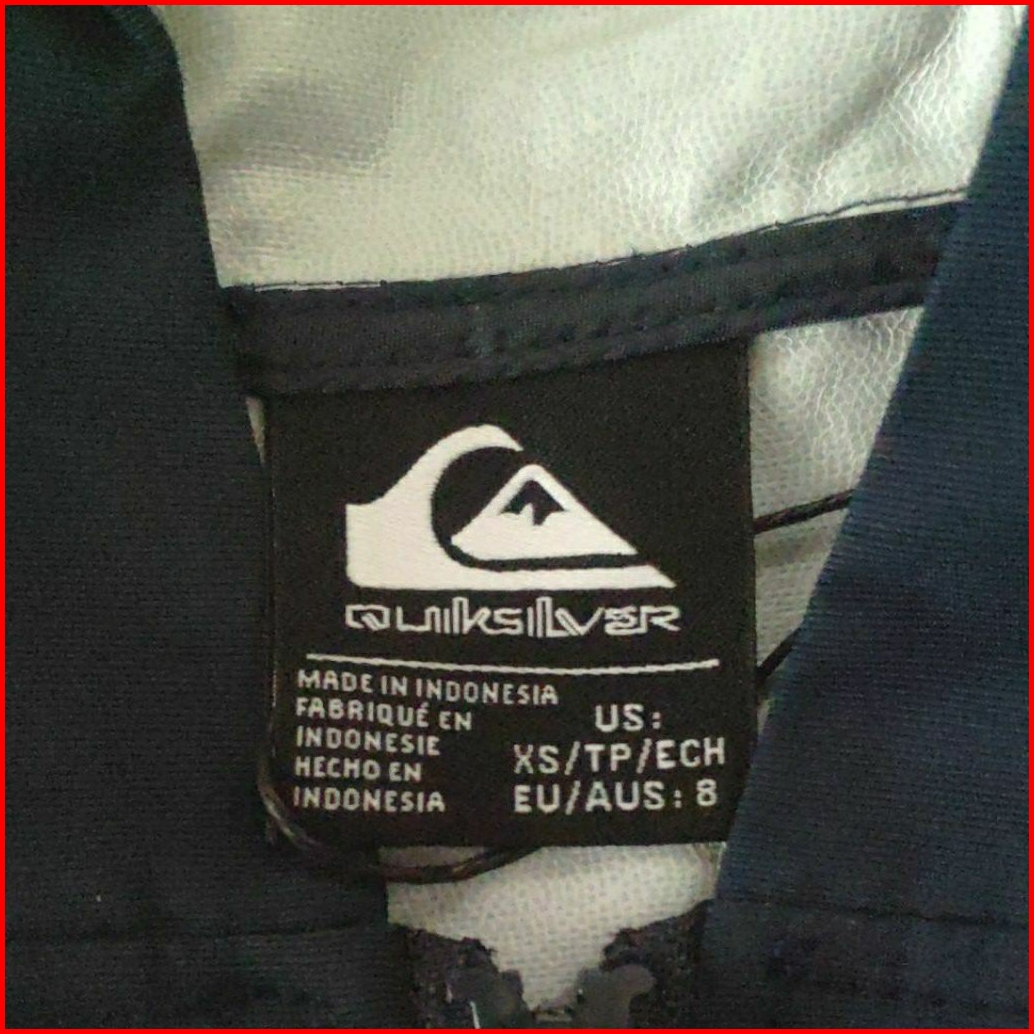 QUIKSILVER
MADE IN INDONESIA
FABRIQUÉ EN
INDONESIE
HECHO EN
INDONESIA
US:
XS/TP/ECH
EU/AUS: 8